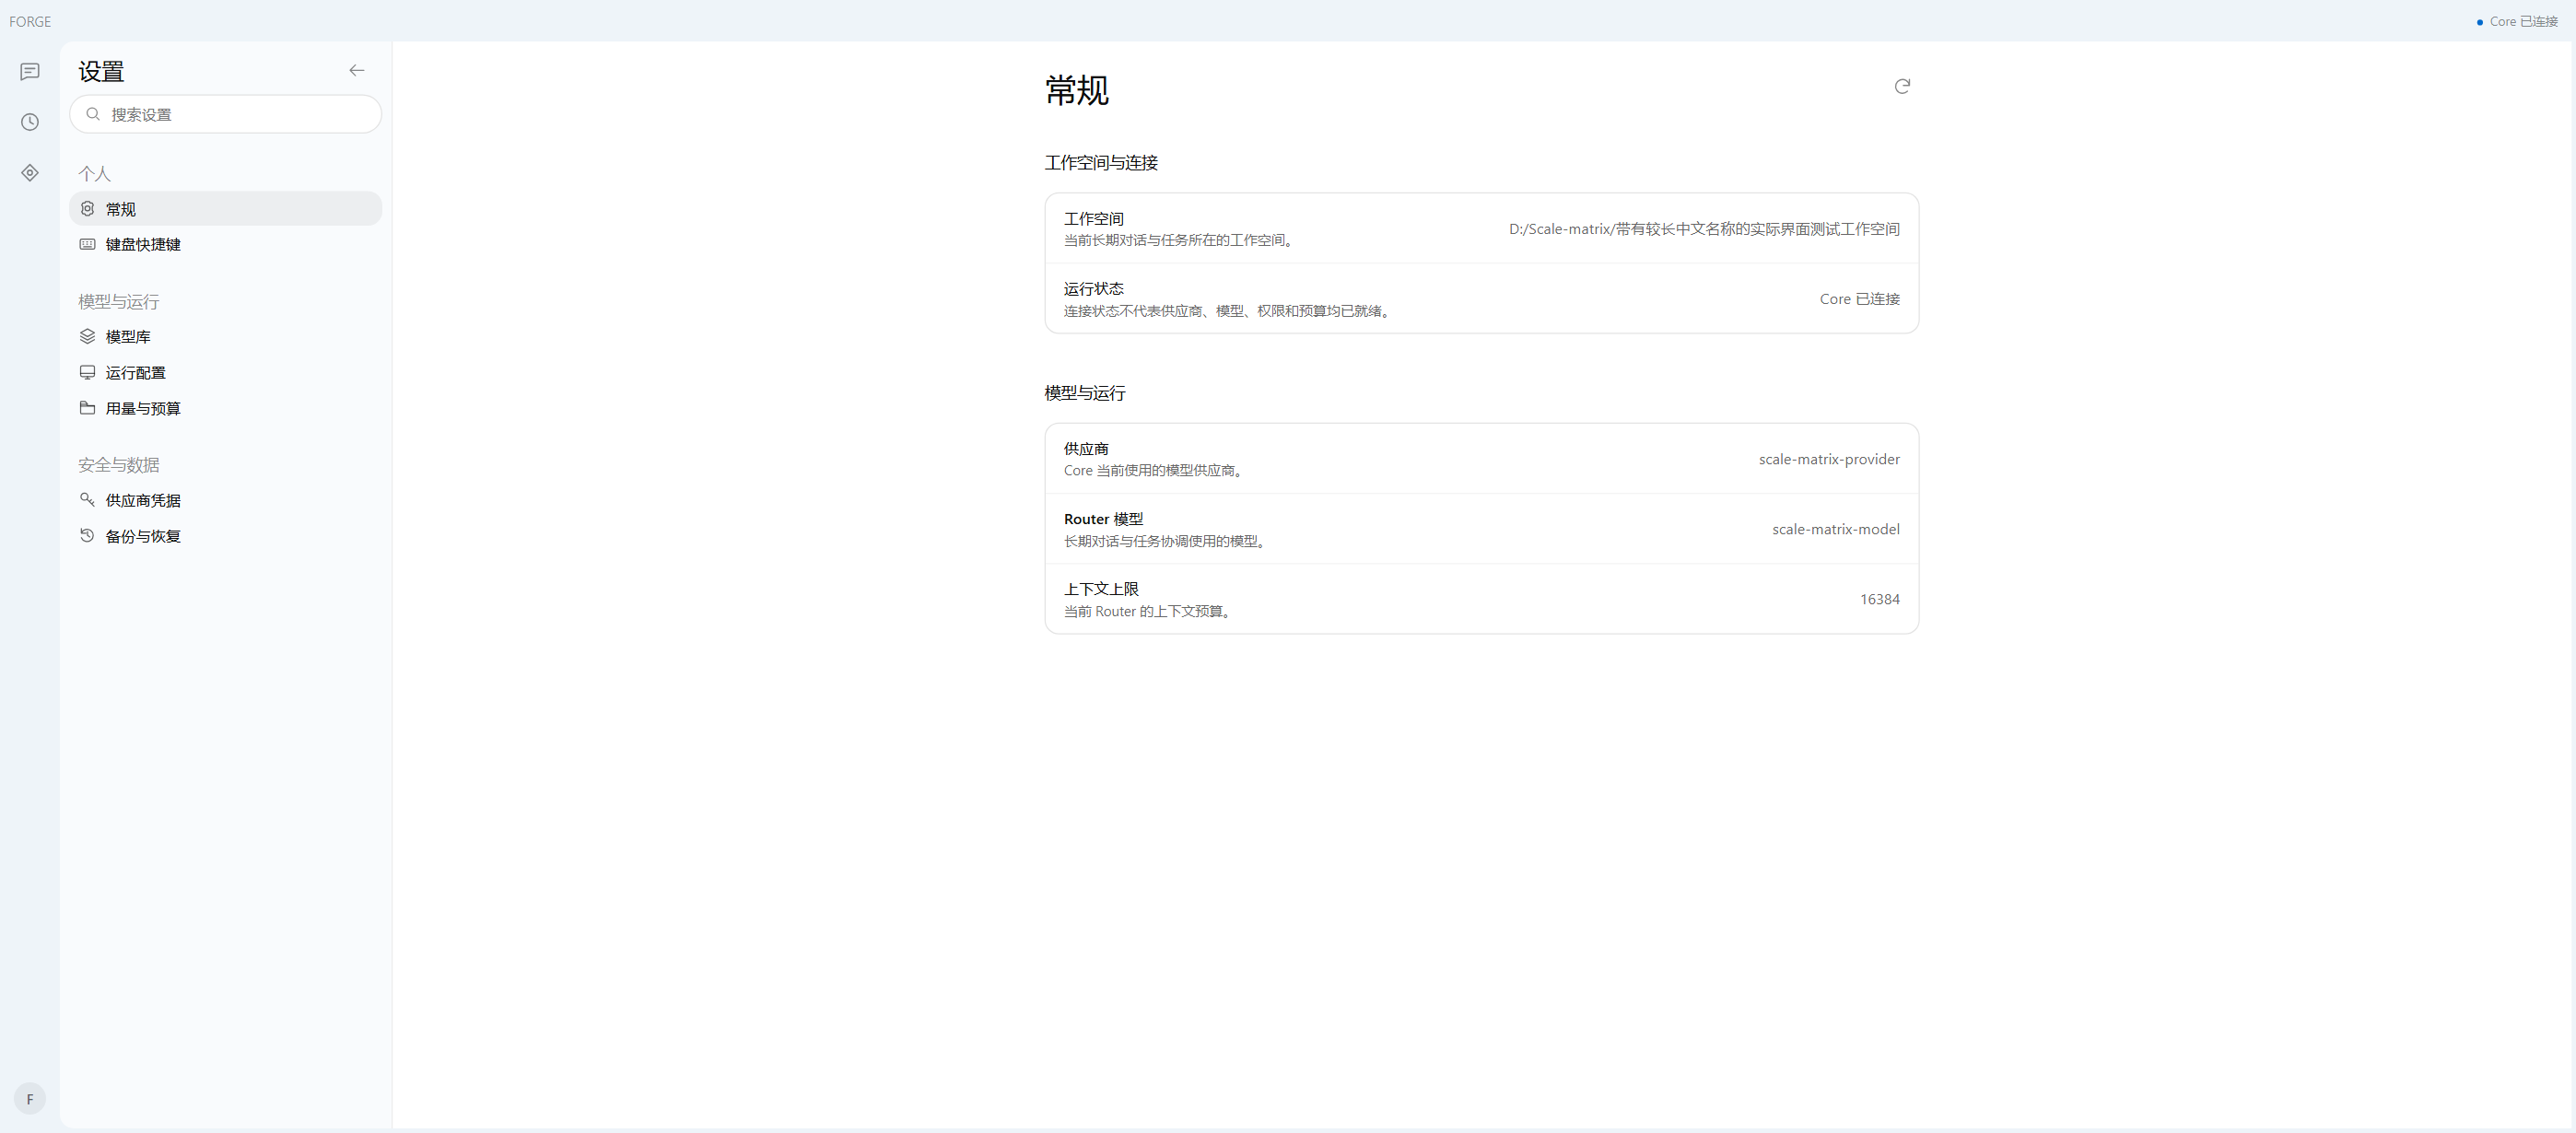 FORGE
Core 已连接
设置
搜索设置
个人
常规
键盘快捷键
模型与运行
模型库
运行配置
用量与预算
安全与数据
供应商凭据
备份与恢复
F
常规
工作空间与连接
工作空间
当前长期对话与任务所在的工作空间。
D:/Scale-matrix/带有较长中文名称的实际界面测试工作空间
运行状态
连接状态不代表供应商、模型、权限和预算均已就绪。
Core 已连接
模型与运行
供应商
Core 当前使用的模型供应商。
scale-matrix-provider
Router 模型
长期对话与任务协调使用的模型。
scale-matrix-model
上下文上限
当前 Router 的上下文预算。
16384